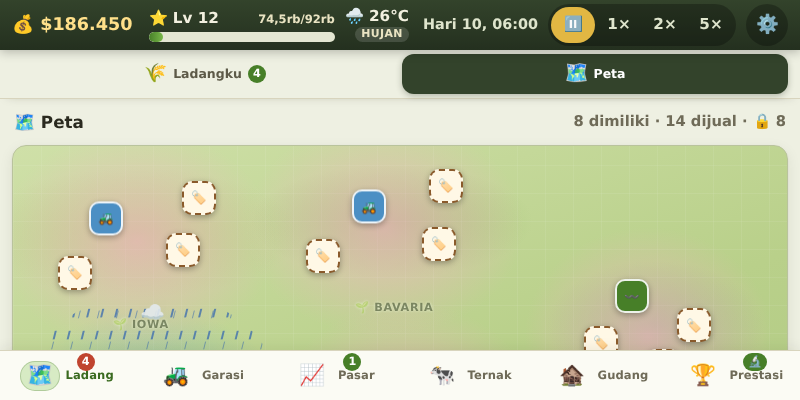 $186.450
Lv 12
74,5rb/92rb
26°C
HUJAN
Hari 10, 06:00
1×
2×
5×
Ladangku 4
Peta
Peta
8 dimiliki · 14 dijual · 8
IOWA
BAVARIA
4
Ladang
Garasi
1
Pasar
Ternak
Gudang
Prestasi